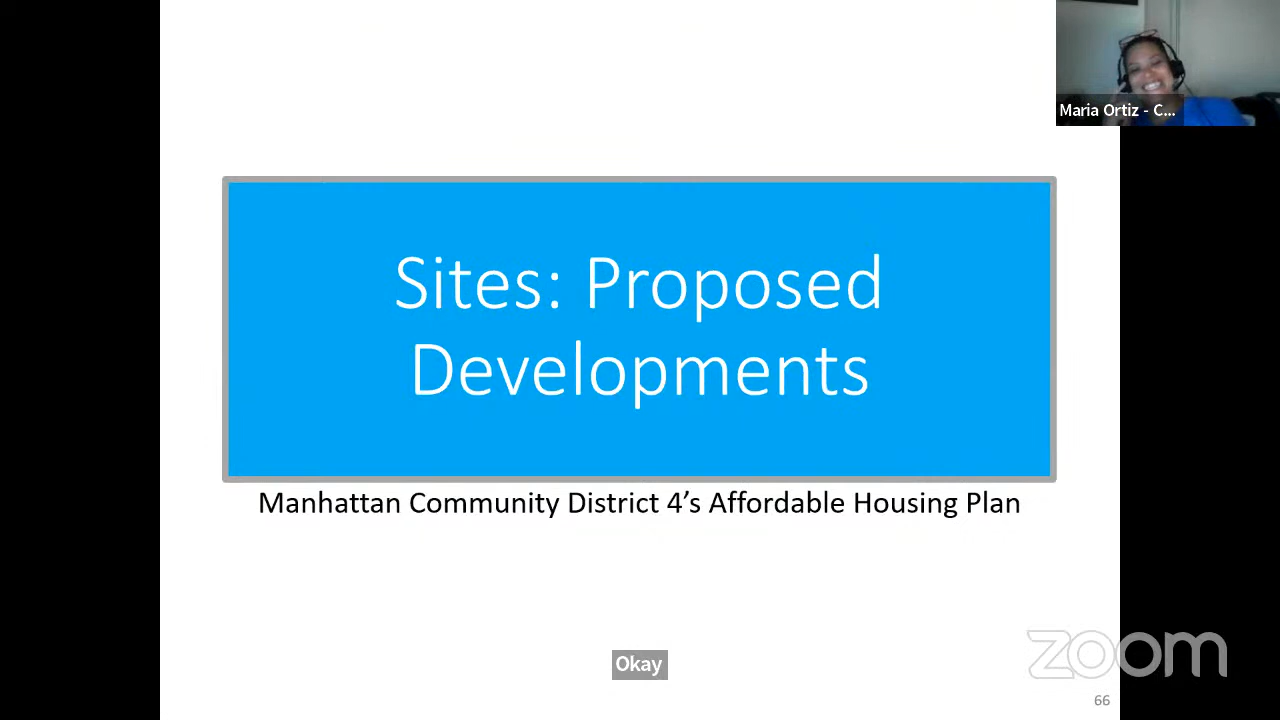 Maria Ortiz - C...
Sites: Proposed
Developments
Manhattan Community District 4’s Affordable Housing Plan
Okay
zoom
66